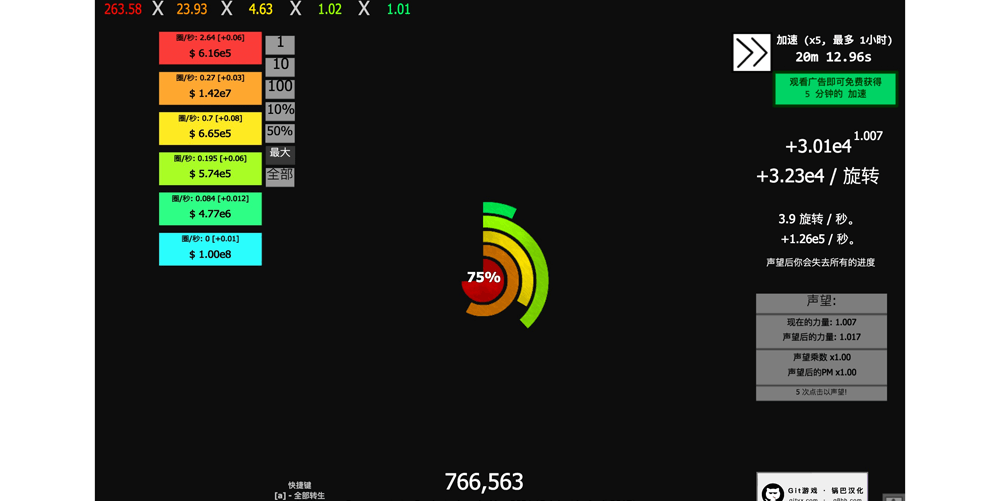 263.58 X 23.93 X 4.63 X 1.02 X 1.01
圈/秒: 2.64 [+0.06]
$ 6.16e5
圈/秒: 0.27 [+0.03]
$ 1.42e7
圈/秒: 0.7 [+0.08]
$ 6.65e5
圈/秒: 0.195 [+0.06]
$ 5.74e5
圈/秒: 0.084 [+0.012]
$ 4.77e6
圈/秒: 0 [+0.01]
$ 1.00e8
1
10
100
10%
50%
最大
全部
75%
加速 (x5, 最多 1小时)
20m 12.96s
观看广告即可免费获得
5 分钟的 加速
+3.01e4 1.007
+3.23e4 / 旋转
3.9 旋转 / 秒。
+1.26e5 / 秒。
声望后你会失去所有的进度
声望:
现在的力量: 1.007
声望后的力量: 1.017
声望乘数 x1.00
声望后的PM x1.00
5 次点击以声望!
766,563
快捷键
[a] - 全部转生
Git游戏 · 锅巴汉化